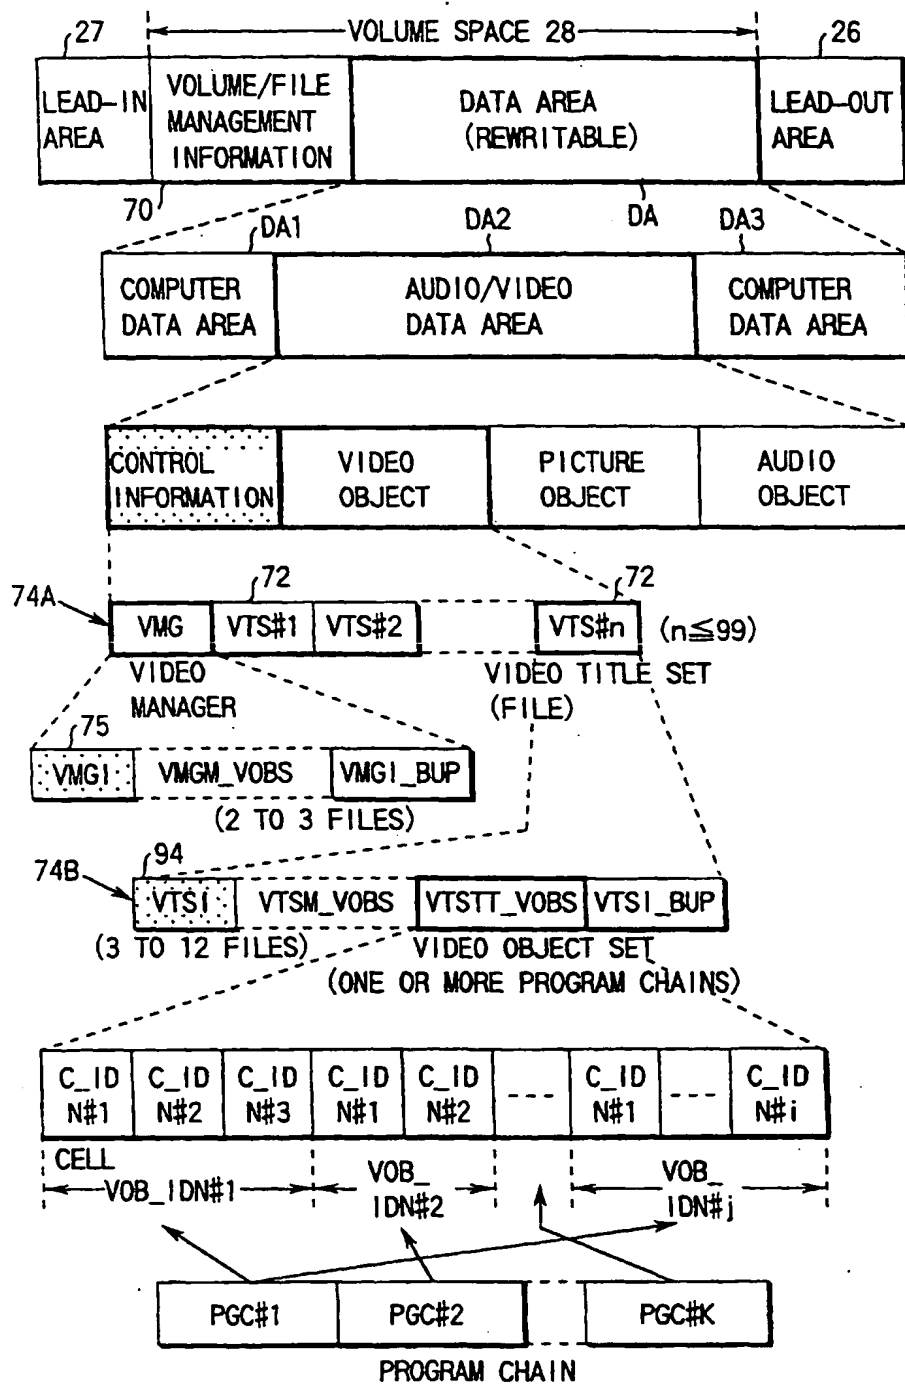 27
VOLUME SPACE 28
26
LEAD-IN
AREA
VOLUME/FILE
MANAGEMENT
INFORMATION
DATA AREA
(REWRITABLE)
LEAD-OUT
AREA
70
DA
DA1
DA2
DA3
COMPUTER
DATA AREA
AUDIO/VIDEO
DATA AREA
COMPUTER
DATA AREA
CONTROL
INFORMATION
VIDEO
OBJECT
PICTURE
OBJECT
AUDIO
OBJECT
74A
72
72
VMG
VTS#1
VTS#2
VTS#n
(n≦99)
VIDEO
MANAGER
VIDEO TITLE SET
(FILE)
75
VMGI
VMGM_VOBS
VMGI_BUP
(2 TO 3 FILES)
74B
94
VTSI
VTSM_VOBS
VTSTT_VOBS
VTSI_BUP
(3 TO 12 FILES)
VIDEO OBJECT SET
(ONE OR MORE PROGRAM CHAINS)
C_ID
N#1
C_ID
N#2
C_ID
N#3
C_ID
N#1
C_ID
N#2
C_ID
N#1
C_ID
N#i
CELL
VOB_IDN#1
VOB_
IDN#2
VOB_
IDN#j
PGC#1
PGC#2
PGC#K
PROGRAM CHAIN